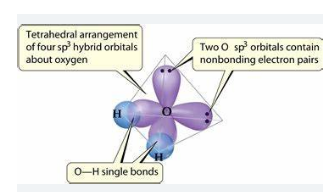 Tetrahedral arrangement
of four sp³ hybrid orbitals
about oxygen
Two O sp³ orbitals contain
nonbonding electron pairs
H
O
H
O—H single bonds